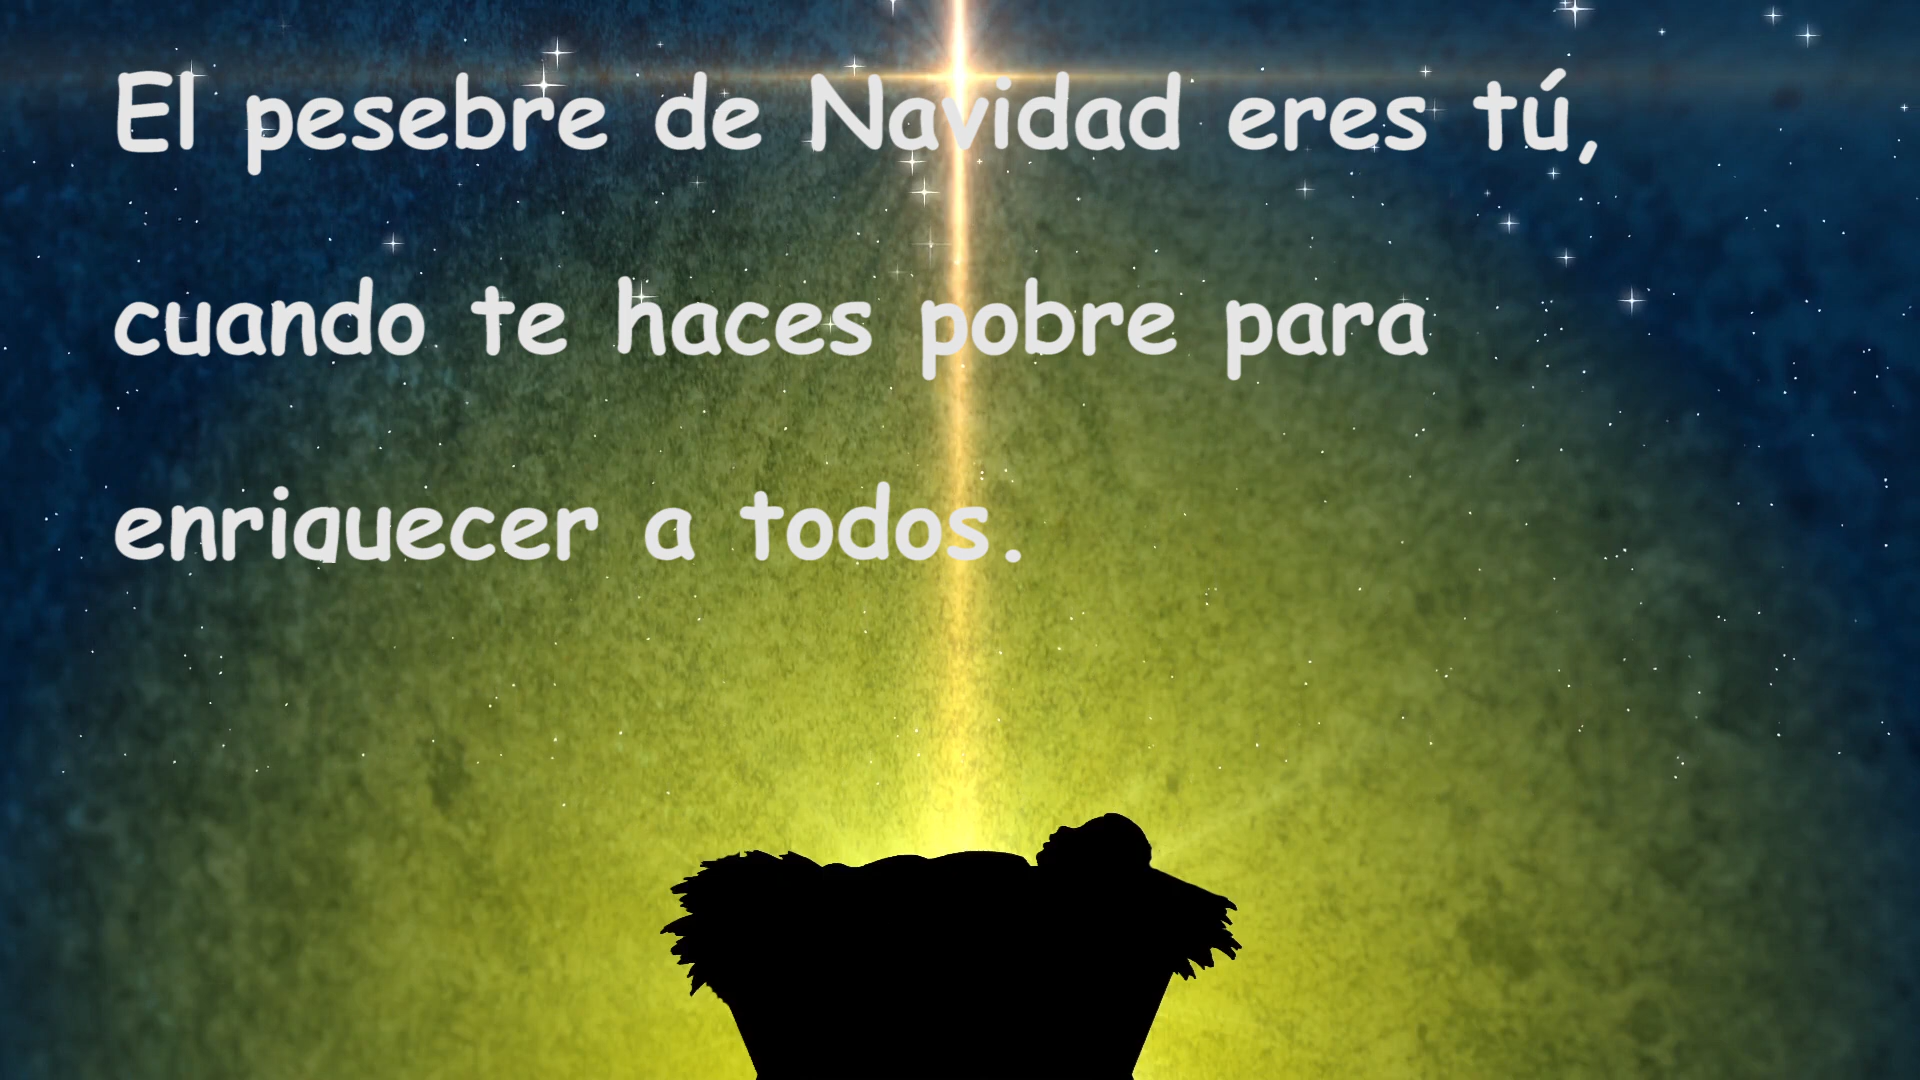 El pesebre de Navidad eres tú,
cuando te haces pobre para
enriquecer a todos.